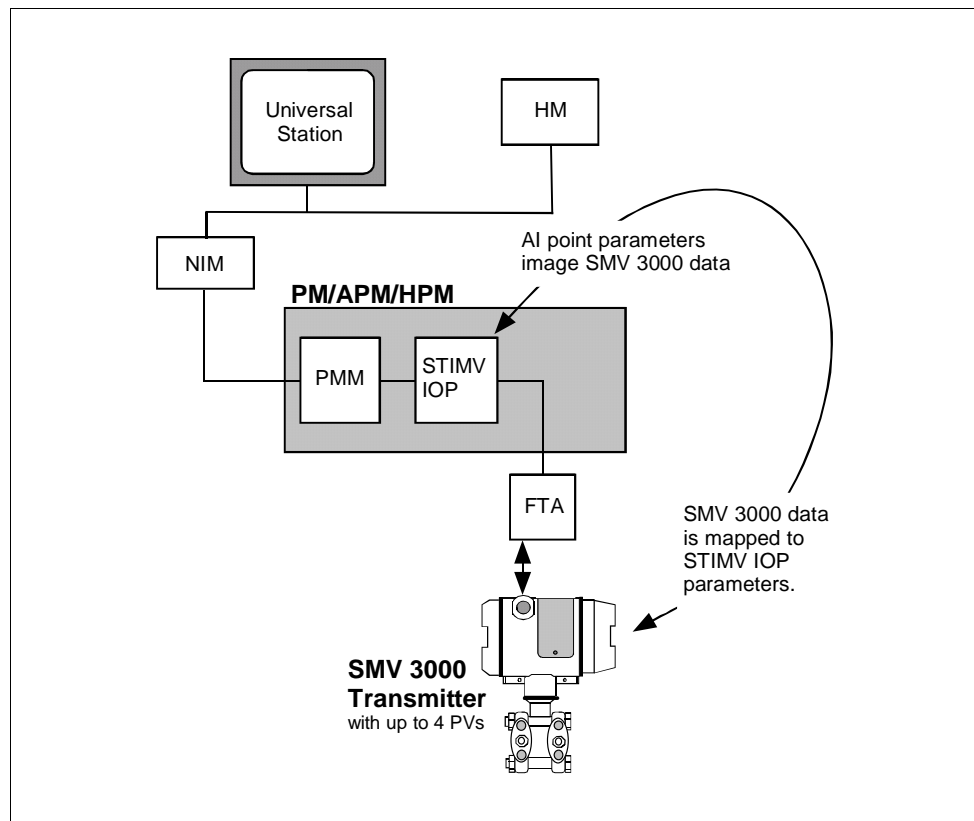 Universal
Station
HM
NIM
AI point parameters
image SMV 3000 data
PM/APM/HPM
PMM
STIMV
IOP
FTA
SMV 3000 data
is mapped to
STIMV IOP
parameters.
SMV 3000
Transmitter
with up to 4 PVs